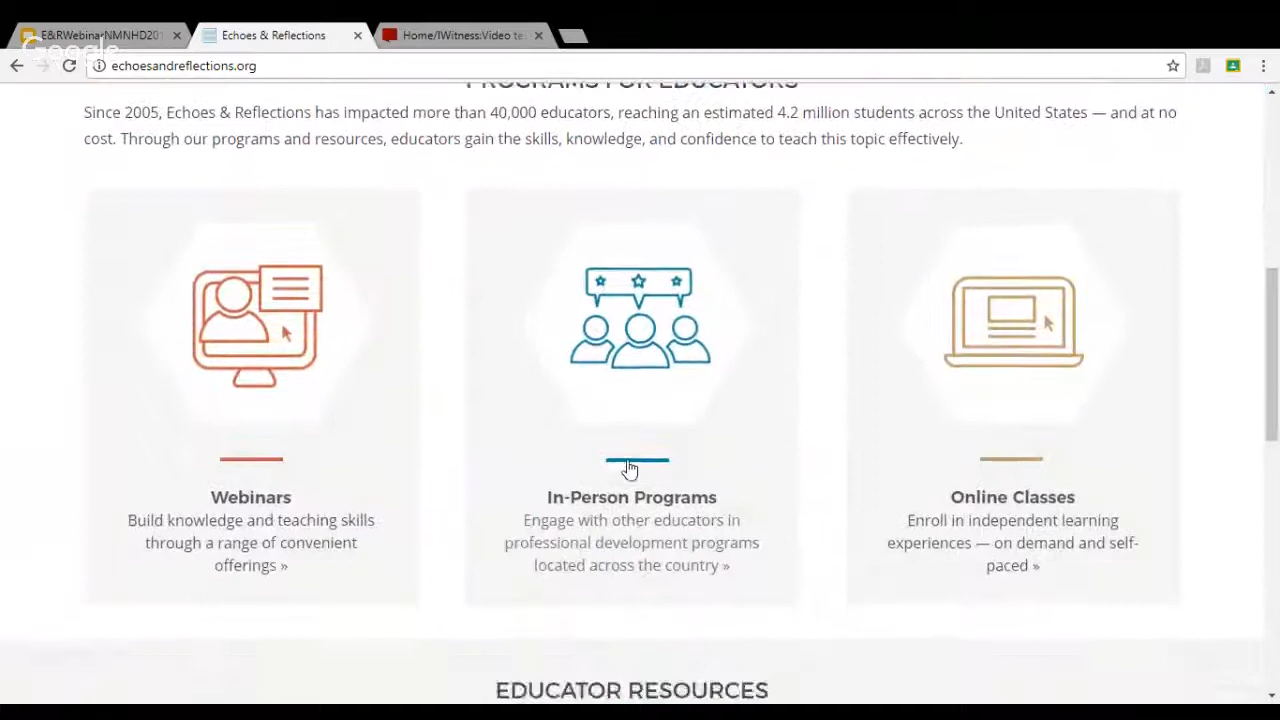 E&RWebinarNMNHD201
Echoes & Reflections
Home/IWitness:Video te
Google
echoesandreflections.org
PROGRAMS FOR EDUCATORS
Since 2005, Echoes & Reflections has impacted more than 40,000 educators, reaching an estimated 4.2 million students across the United States — and at no
cost. Through our programs and resources, educators gain the skills, knowledge, and confidence to teach this topic effectively.
Webinars
Build knowledge and teaching skills
through a range of convenient
offerings »
In-Person Programs
Engage with other educators in
professional development programs
located across the country »
Online Classes
Enroll in independent learning
experiences — on demand and self-
paced »
EDUCATOR RESOURCES